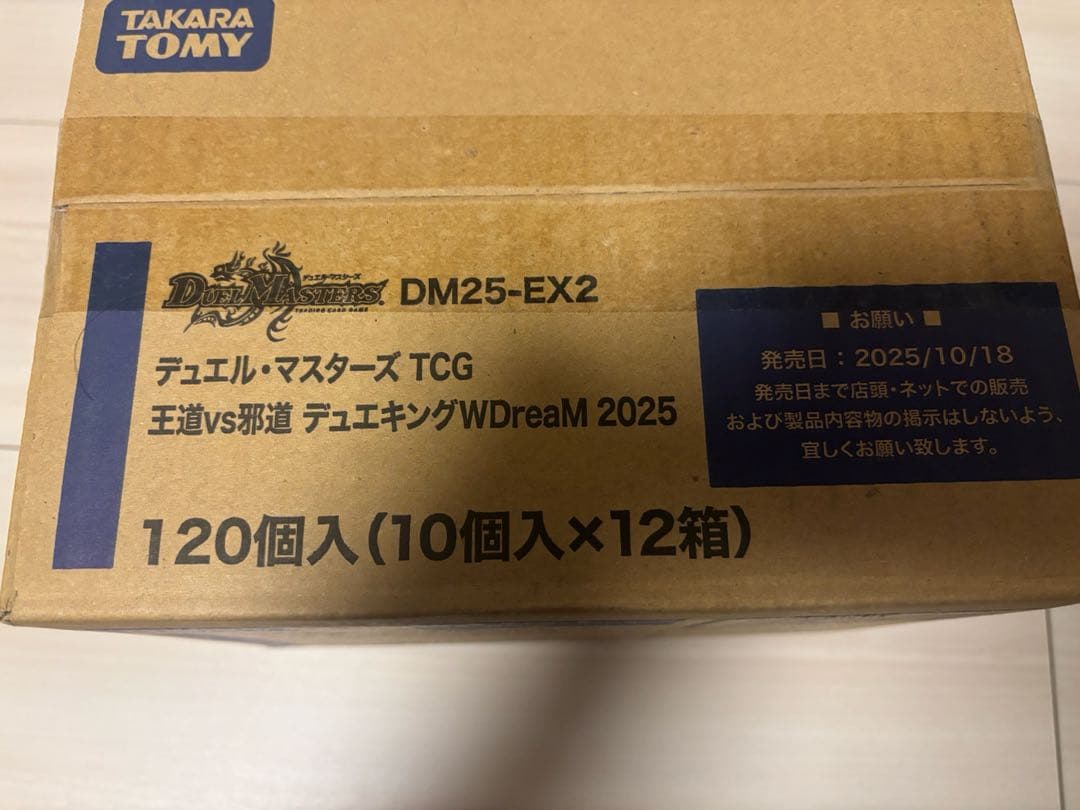 TAKARA
TOMY
デュエル・マスターズ
DUEL MASTERS
TRADING CARD GAME
DM25-EX2
デュエル・マスターズ TCG
王道vs邪道 デュエキングWDreaM 2025
120個入(10個入×12箱)
■ お願い ■
発売日：2025/10/18
発売日まで店頭・ネットでの販売
および製品内容物の掲示はしないよう、
宜しくお願い致します。